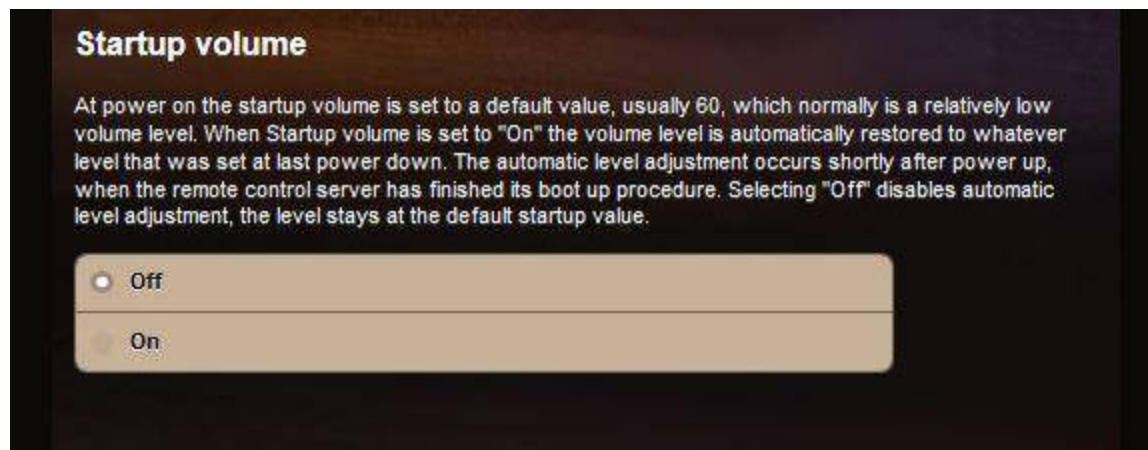 Startup volume
At power on the startup volume is set to a default value, usually 60, which normally is a relatively low
volume level. When Startup volume is set to "On" the volume level is automatically restored to whatever
level that was set at last power down. The automatic level adjustment occurs shortly after power up,
when the remote control server has finished its boot up procedure. Selecting "Off" disables automatic
level adjustment, the level stays at the default startup value.
Off
On